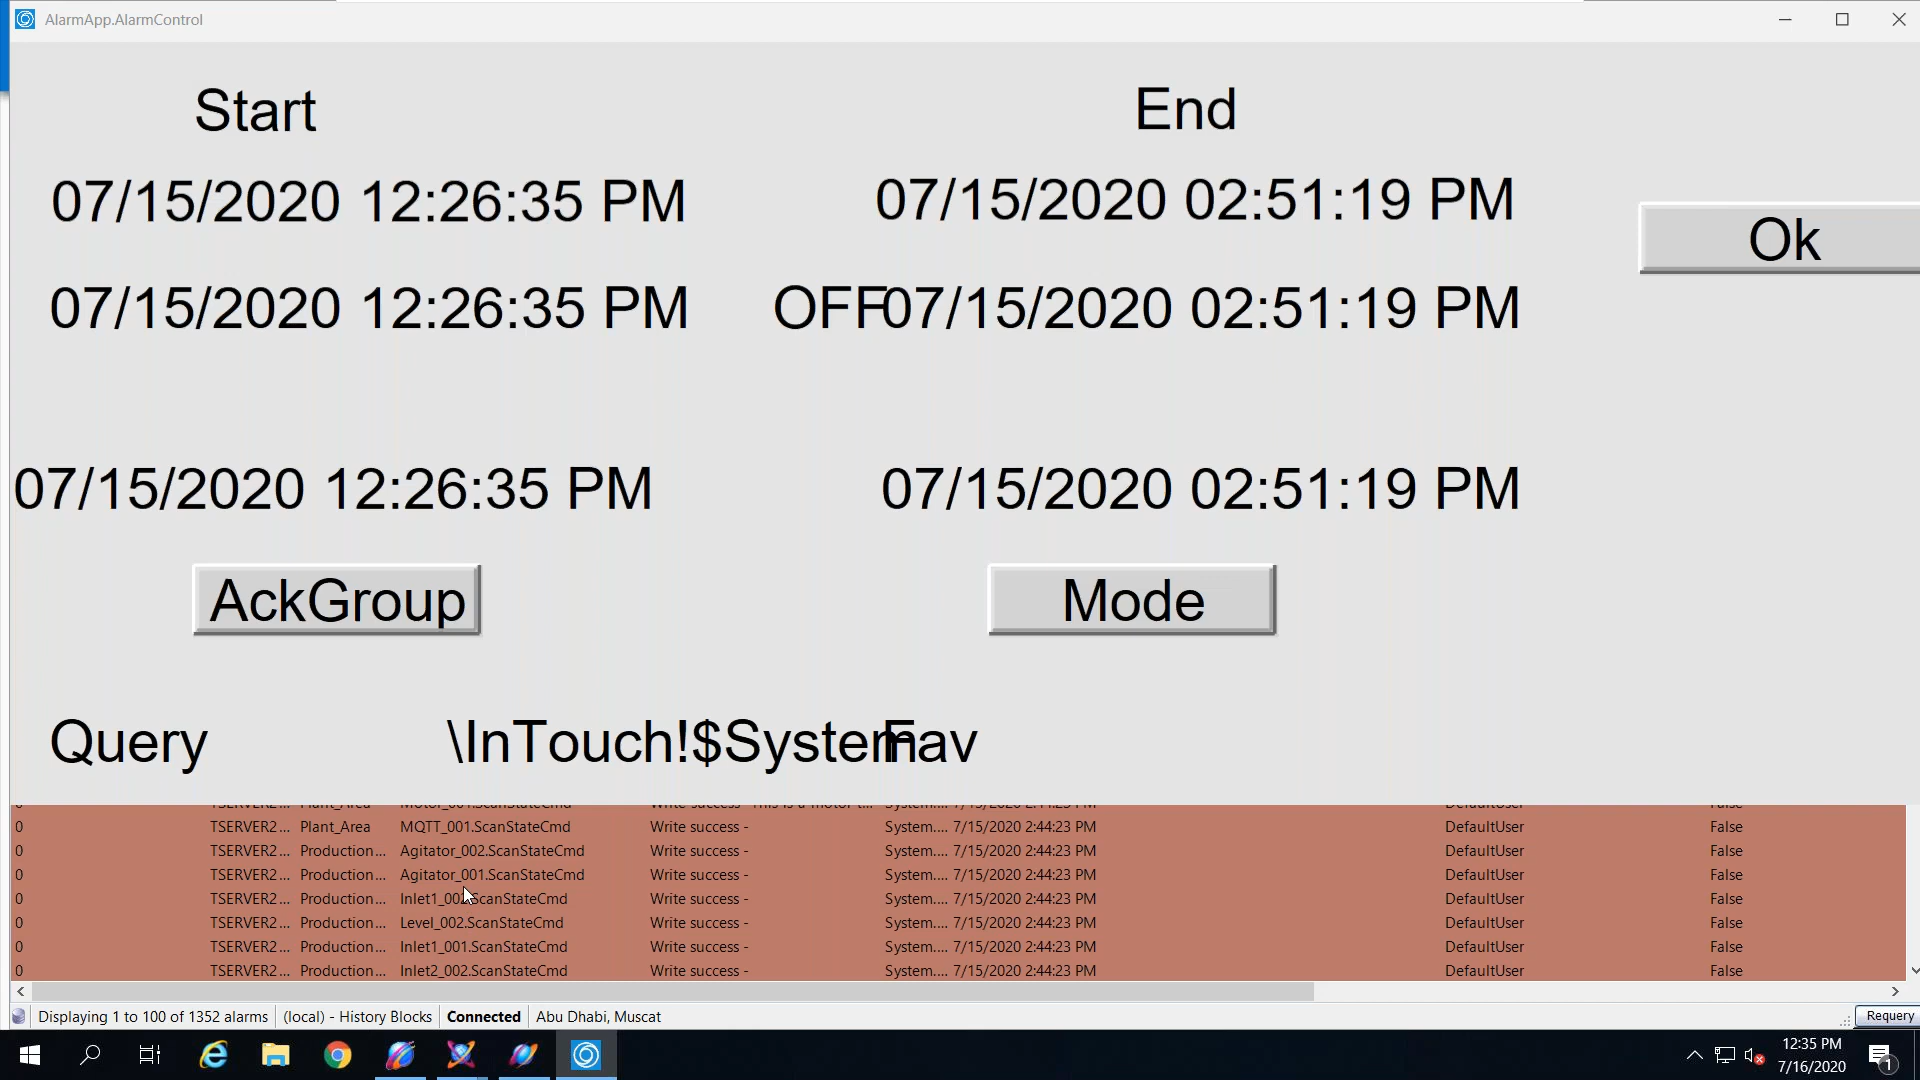 AlarmApp.AlarmControl
Start End
07/15/2020 12:26:35 PM 07/15/2020 02:51:19 PM
Ok
07/15/2020 12:26:35 PM OFF 07/15/2020 02:51:19 PM
07/15/2020 12:26:35 PM 07/15/2020 02:51:19 PM
AckGroup Mode
Query \InTouch!$System Fav
0 TSERVER2... Plant_Area MQTT_001.ScanStateCmd Write success - System.... 7/15/2020 2:44:23 PM DefaultUser False
0 TSERVER2... Production... Agitator_002.ScanStateCmd Write success - System.... 7/15/2020 2:44:23 PM DefaultUser False
0 TSERVER2... Production... Agitator_001.ScanStateCmd Write success - System.... 7/15/2020 2:44:23 PM DefaultUser False
0 TSERVER2... Production... Inlet1_002.ScanStateCmd Write success - System.... 7/15/2020 2:44:23 PM DefaultUser False
0 TSERVER2... Production... Level_002.ScanStateCmd Write success - System.... 7/15/2020 2:44:23 PM DefaultUser False
0 TSERVER2... Production... Inlet1_001.ScanStateCmd Write success - System.... 7/15/2020 2:44:23 PM DefaultUser False
0 TSERVER2... Production... Inlet2_002.ScanStateCmd Write success - System.... 7/15/2020 2:44:23 PM DefaultUser False
Displaying 1 to 100 of 1352 alarms (local) - History Blocks Connected Abu Dhabi, Muscat Requery
12:35 PM
7/16/2020
1